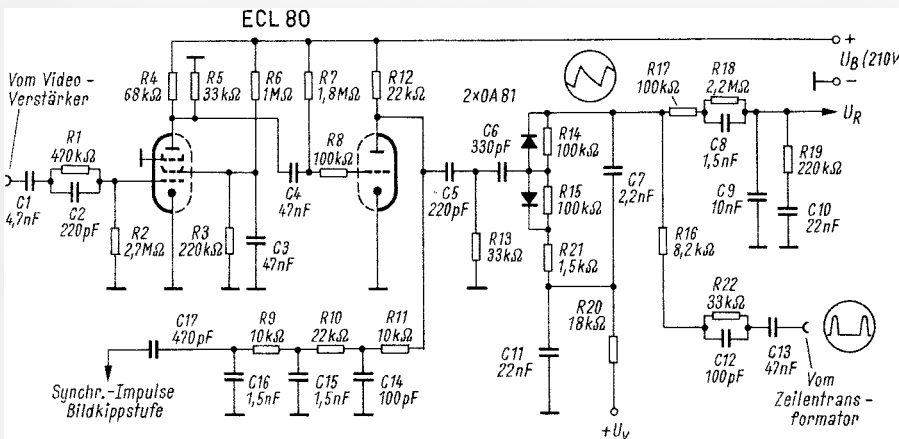 ECL 80
Vom Video-
Verstärker
R4
68kΩ
R5
33kΩ
R6
1MΩ
R7
1,8MΩ
R12
22kΩ
+
U_B (210V
-
R17
100kΩ
R18
2,2MΩ
C8
1,5nF
U_R
2×OA81
R1
470kΩ
C1
4,7nF
C2
220pF
R2
2,7MΩ
R3
220kΩ
C3
47nF
C4
47nF
R8
100kΩ
C5
220pF
C6
330pF
R13
33kΩ
R14
100kΩ
R15
100kΩ
R21
1,5kΩ
C7
2,2nF
C9
10nF
R19
220kΩ
C10
22nF
R16
8,2kΩ
R22
33kΩ
C12
100pF
C13
47nF
Vom
Zeilentrans-
formator
R20
18kΩ
C11
22nF
+U_V
C17
470pF
R9
10kΩ
R10
22kΩ
R11
10kΩ
C16
1,5nF
C15
1,5nF
C14
100pF
Synchr.-Impulse
Bildkippstufe